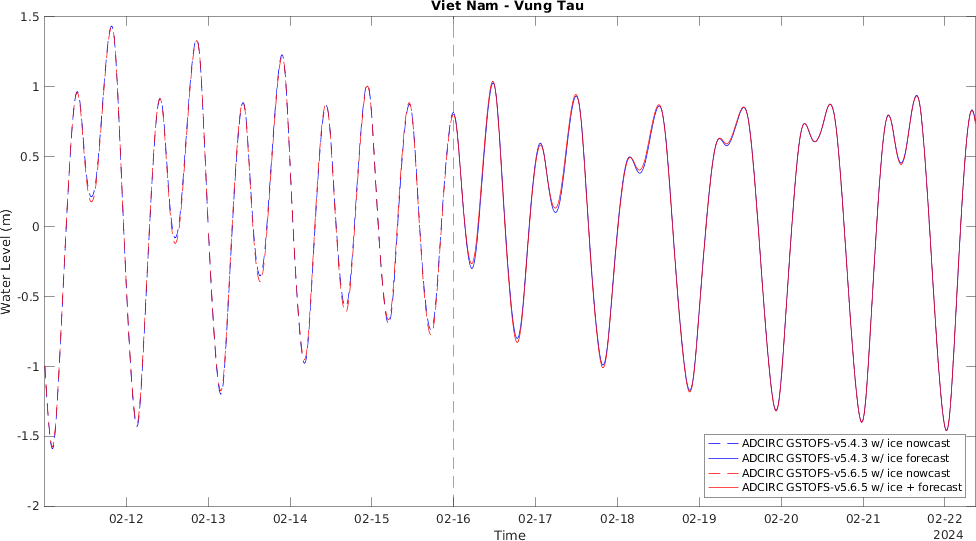 Viet Nam - Vung Tau
1.5
1
0.5
0
-0.5
-1
-1.5
-2
Water Level (m)
02-12
02-13
02-14
02-15
02-16
02-17
02-18
02-19
02-20
02-21
02-22
Time
2024
ADCIRC GSTOFS-v5.4.3 w/ ice nowcast
ADCIRC GSTOFS-v5.4.3 w/ ice forecast
ADCIRC GSTOFS-v5.6.5 w/ ice nowcast
ADCIRC GSTOFS-v5.6.5 w/ ice + forecast